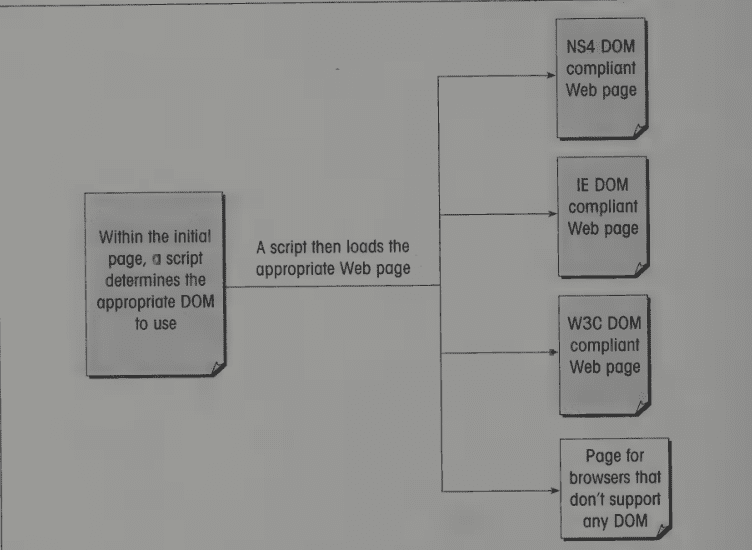 NS4 DOM
compliant
Web page
IE DOM
compliant
Web page
Within the initial
page, a script
determines the
appropriate DOM
to use
A script then loads the
appropriate Web page
W3C DOM
compliant
Web page
Page for
browsers that
don't support
any DOM